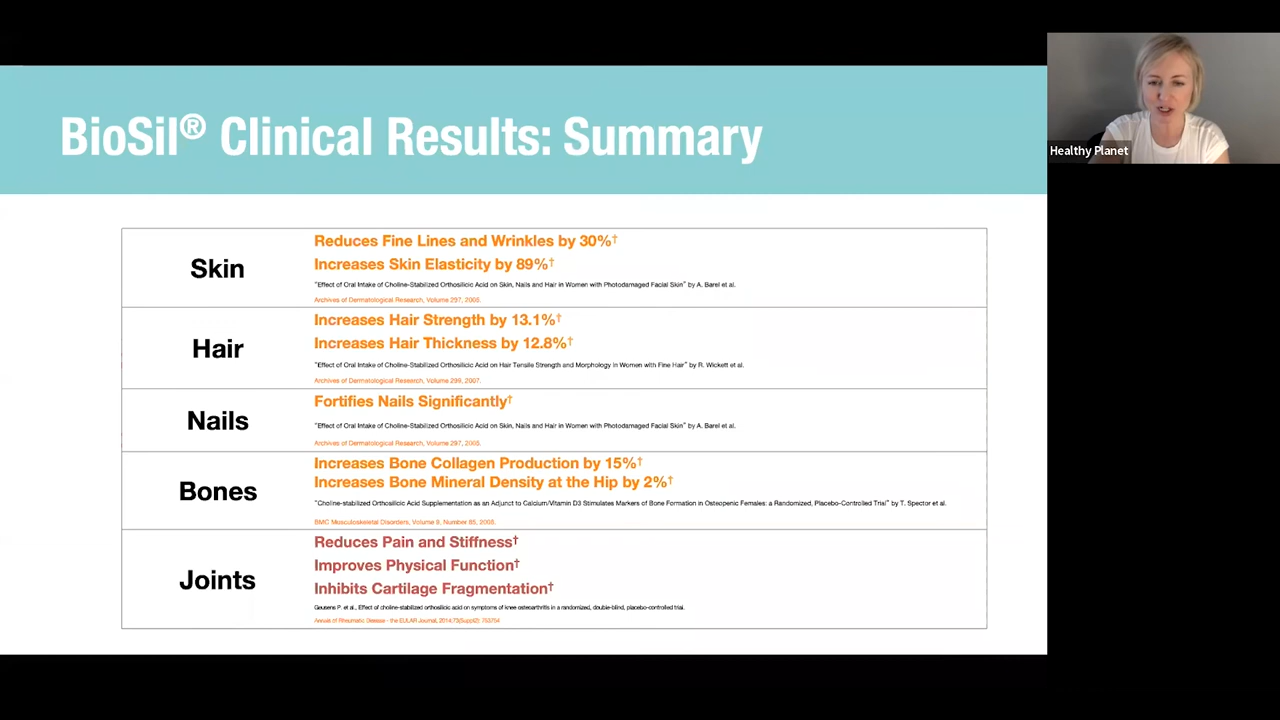 BioSil® Clinical Results: Summary
Healthy Planet
Skin
Reduces Fine Lines and Wrinkles by 30%†
Increases Skin Elasticity by 89%†
"Effect of Oral Intake of Choline-Stabilized Orthosilicic Acid on Skin, Nails and Hair in Women with Photodamaged Facial Skin" by A. Barel et al.
Archives of Dermatological Research, Volume 297, 2005.
Hair
Increases Hair Strength by 13.1%†
Increases Hair Thickness by 12.8%†
"Effect of Oral Intake of Choline-Stabilized Orthosilicic Acid on Hair Tensile Strength and Morphology in Women with Fine Hair" by R. Wickett et al.
Archives of Dermatological Research, Volume 299, 2007.
Nails
Fortifies Nails Significantly†
"Effect of Oral Intake of Choline-Stabilized Orthosilicic Acid on Skin, Nails and Hair in Women with Photodamaged Facial Skin" by A. Barel et al.
Archives of Dermatological Research, Volume 297, 2005.
Bones
Increases Bone Collagen Production by 15%†
Increases Bone Mineral Density at the Hip by 2%†
"Choline-stabilized Orthosilicic Acid Supplementation as an Adjunct to Calcium/Vitamin D3 Stimulates Markers of Bone Formation in Osteopenic Females: a Randomized, Placebo-Controlled Trial" by T. Spector et al.
BMC Musculoskeletal Disorders, Volume 9, Number 85, 2008.
Joints
Reduces Pain and Stiffness†
Improves Physical Function†
Inhibits Cartilage Fragmentation†
Geusens P. et al., Effect of choline-stabilized orthosilicic acid on symptoms of knee osteoarthritis in a randomized, double-blind, placebo-controlled trial.
Annals of Rheumatic Disease - the EULAR Journal, 2014;73(Suppl2): 753754